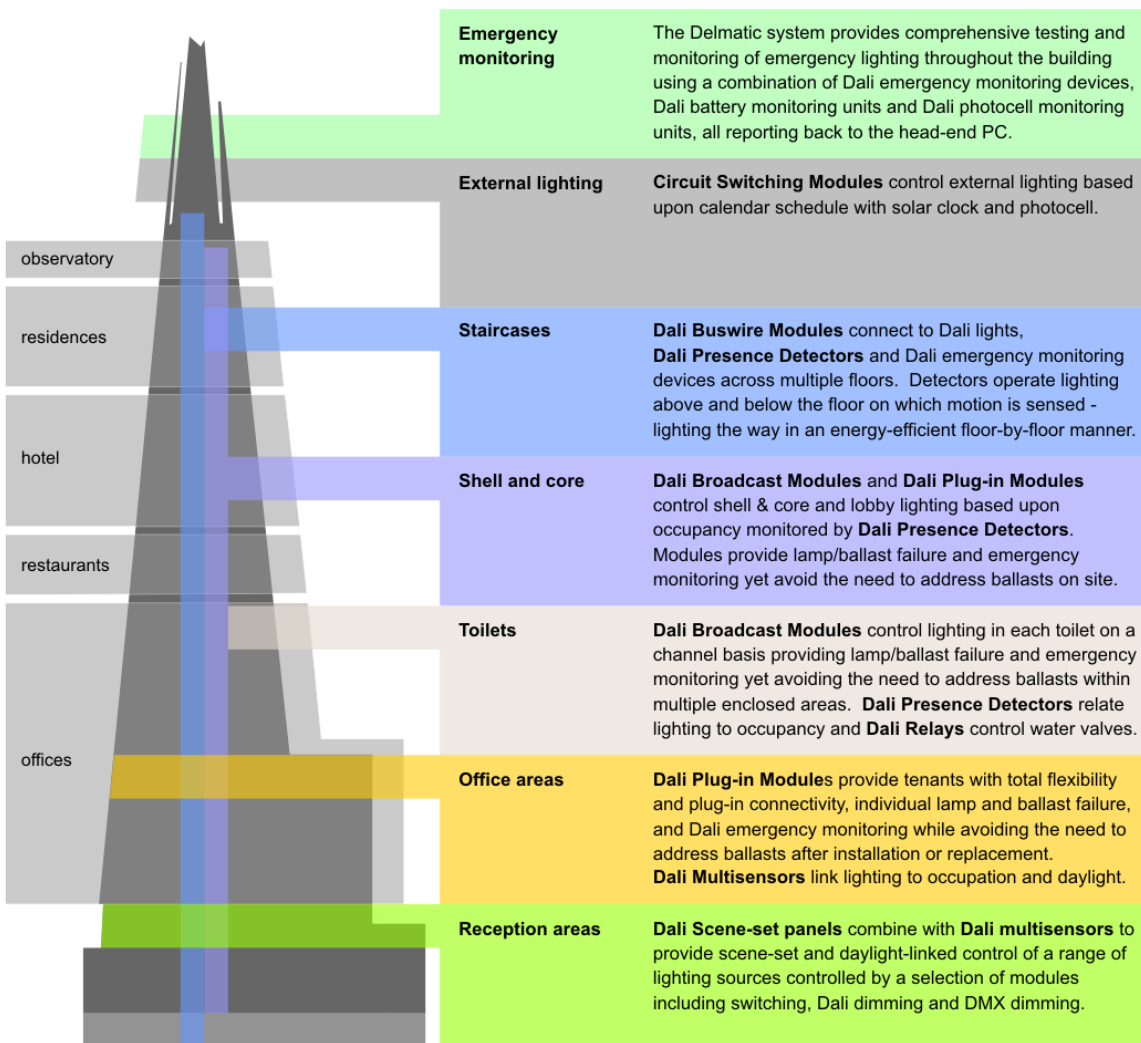 Emergency
monitoring
The Delmatic system provides comprehensive testing and
monitoring of emergency lighting throughout the building
using a combination of Dali emergency monitoring devices,
Dali battery monitoring units and Dali photocell monitoring
units, all reporting back to the head-end PC.
External lighting
Circuit Switching Modules control external lighting based
upon calendar schedule with solar clock and photocell.
observatory
residences
Staircases
Dali Buswire Modules connect to Dali lights,
Dali Presence Detectors and Dali emergency monitoring
devices across multiple floors.  Detectors operate lighting
above and below the floor on which motion is sensed -
lighting the way in an energy-efficient floor-by-floor manner.
hotel
Shell and core
Dali Broadcast Modules and Dali Plug-in Modules
control shell & core and lobby lighting based upon
occupancy monitored by Dali Presence Detectors.
Modules provide lamp/ballast failure and emergency
monitoring yet avoid the need to address ballasts on site.
restaurants
Toilets
Dali Broadcast Modules control lighting in each toilet on a
channel basis providing lamp/ballast failure and emergency
monitoring yet avoiding the need to address ballasts within
multiple enclosed areas.  Dali Presence Detectors relate
lighting to occupancy and Dali Relays control water valves.
offices
Office areas
Dali Plug-in Modules provide tenants with total flexibility
and plug-in connectivity, individual lamp and ballast failure,
and Dali emergency monitoring while avoiding the need to
address ballasts after installation or replacement.
Dali Multisensors link lighting to occupation and daylight.
Reception areas
Dali Scene-set panels combine with Dali multisensors to
provide scene-set and daylight-linked control of a range of
lighting sources controlled by a selection of modules
including switching, Dali dimming and DMX dimming.